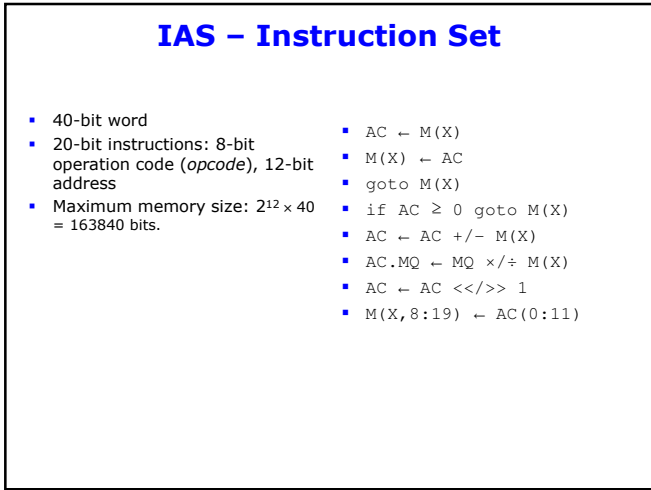 IAS – Instruction Set
▪ 40-bit word
▪ 20-bit instructions: 8-bit
operation code (opcode), 12-bit
address
▪ Maximum memory size: 2¹² × 40
= 163840 bits.
▪ AC ← M(X)
▪ M(X) ← AC
▪ goto M(X)
▪ if AC ≥ 0 goto M(X)
▪ AC ← AC +/− M(X)
▪ AC.MQ ← MQ ×/÷ M(X)
▪ AC ← AC <</>> 1
▪ M(X,8:19) ← AC(0:11)